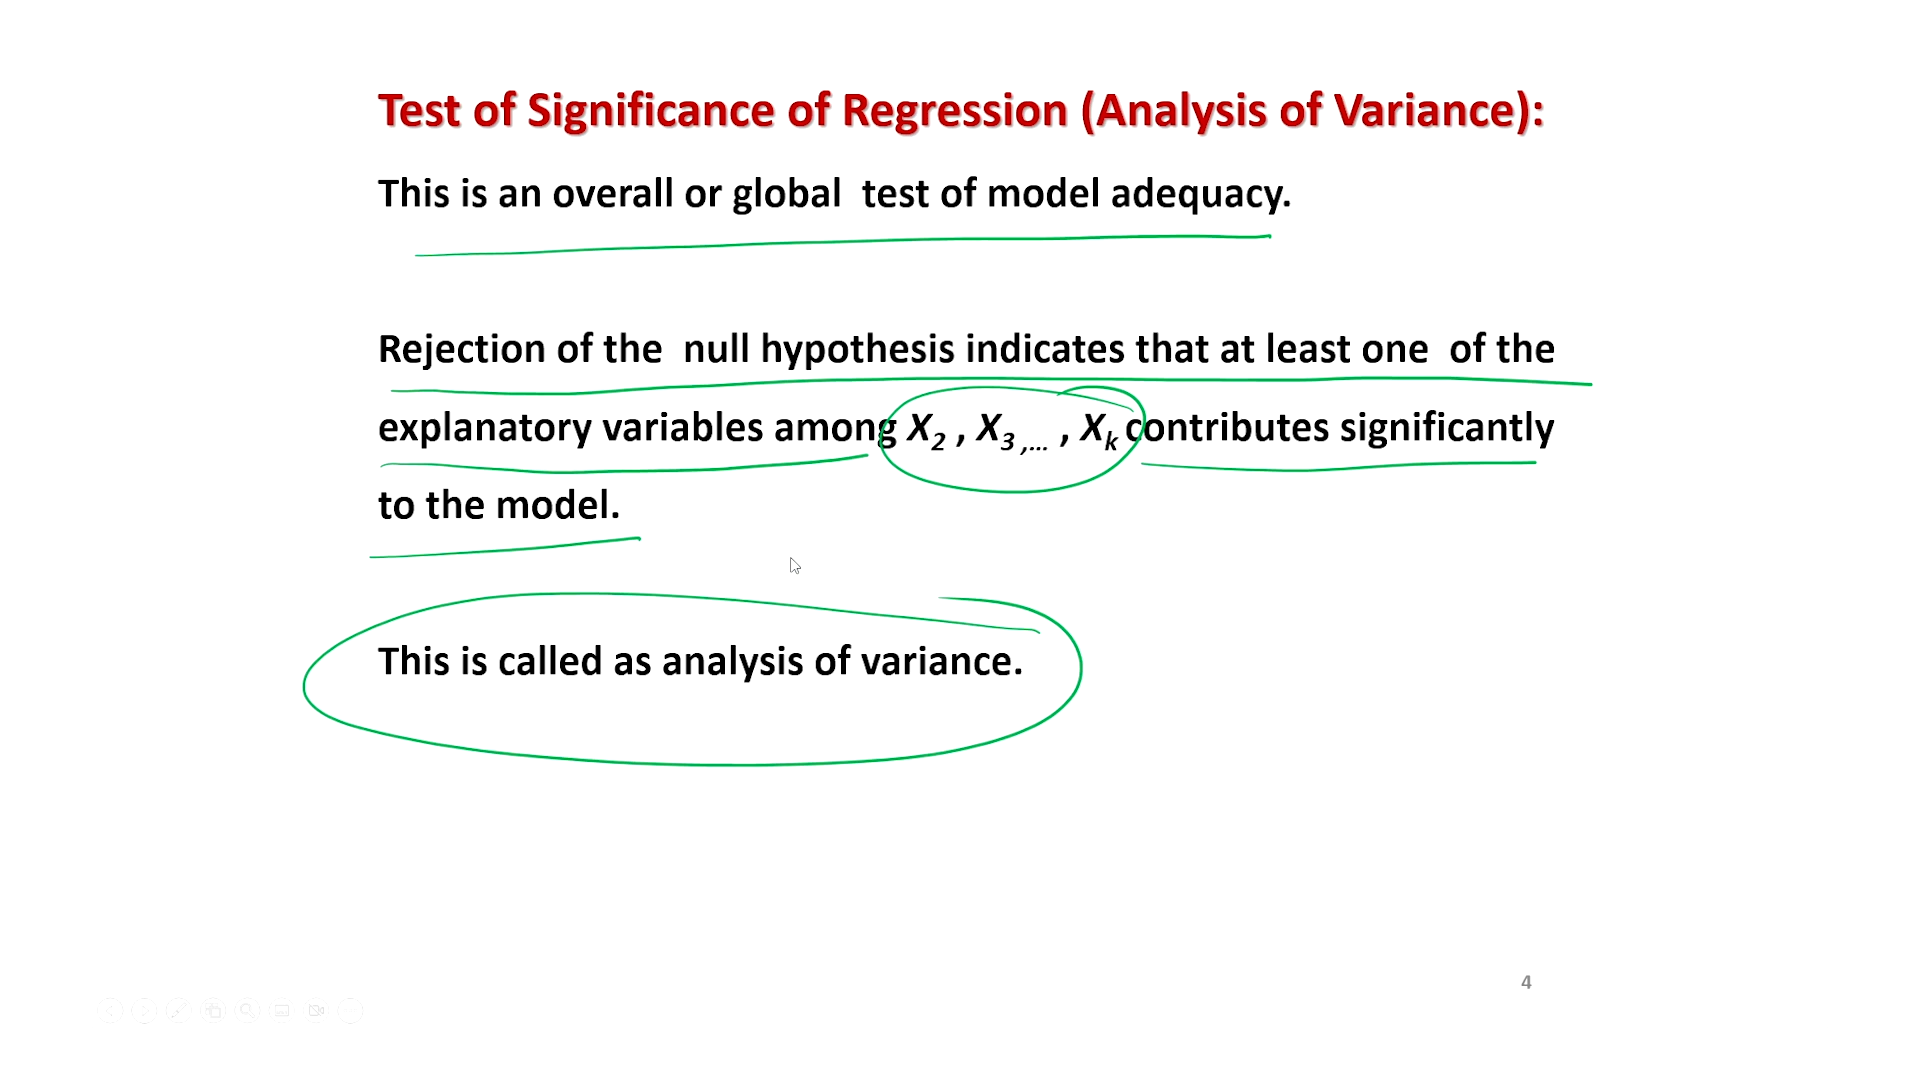 Test of Significance of Regression (Analysis of Variance):
This is an overall or global test of model adequacy.
Rejection of the null hypothesis indicates that at least one of the
explanatory variables among X2 , X3 ,... , Xk contributes significantly
to the model.
This is called as analysis of variance.
4